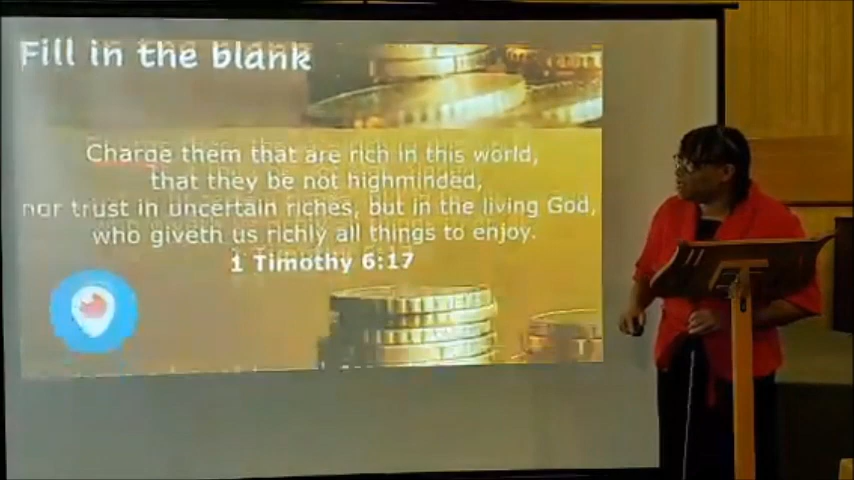 Fill in the blank
Charge them that are rich in this world,
that they be not highminded,
nor trust in uncertain riches, but in the living God,
who giveth us richly all things to enjoy.
1 Timothy 6:17